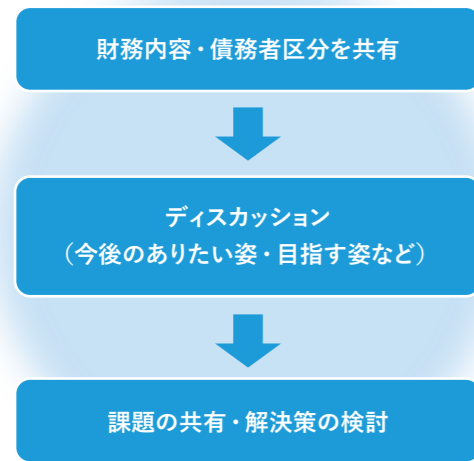 財務内容・債務者区分を共有
ディスカッション
（今後のありたい姿・目指す姿など）
課題の共有・解決策の検討